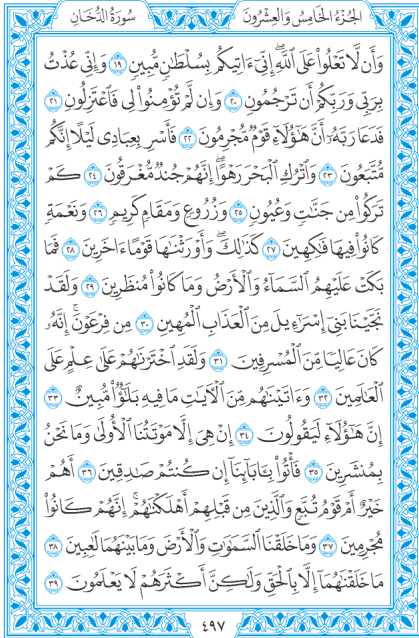 الجزء الخامس والعشرون
سورة الدخان
وَأَن لَّا تَعْلُوا۟ عَلَى ٱللَّهِ ۖ إِنِّىٓ ءَاتِيكُم بِسُلْطَٰنٍ مُّبِينٍ ١٩ وَإِنِّى عُذْتُ
بِرَبِّى وَرَبِّكُمْ أَن تَرْجُمُونِ ٢٠ وَإِن لَّمْ تُؤْمِنُوا۟ لِى فَٱعْتَزِلُونِ ٢١
فَدَعَا رَبَّهُۥٓ أَنَّ هَٰٓؤُلَآءِ قَوْمٌ مُّجْرِمُونَ ٢٢ فَأَسْرِ بِعِبَادِى لَيْلًا إِنَّكُم
مُّتَّبَعُونَ ٢٣ وَٱتْرُكِ ٱلْبَحْرَ رَهْوًا ۖ إِنَّهُمْ جُندٌ مُّغْرَقُونَ ٢٤ كَمْ
تَرَكُوا۟ مِن جَنَّٰتٍ وَعُيُونٍ ٢٥ وَزُرُوعٍ وَمَقَامٍ كَرِيمٍ ٢٦ وَنَعْمَةٍ
كَانُوا۟ فِيهَا فَٰكِهِينَ ٢٧ كَذَٰلِكَ ۖ وَأَوْرَثْنَٰهَا قَوْمًا ءَاخَرِينَ ٢٨ فَمَا
بَكَتْ عَلَيْهِمُ ٱلسَّمَآءُ وَٱلْأَرْضُ وَمَا كَانُوا۟ مُنظَرِينَ ٢٩ وَلَقَدْ
نَجَّيْنَا بَنِىٓ إِسْرَٰٓءِيلَ مِنَ ٱلْعَذَابِ ٱلْمُهِينِ ٣٠ مِن فِرْعَوْنَ ۚ إِنَّهُۥ
كَانَ عَالِيًا مِّنَ ٱلْمُسْرِفِينَ ٣١ وَلَقَدِ ٱخْتَرْنَٰهُمْ عَلَىٰ عِلْمٍ عَلَى
ٱلْعَٰلَمِينَ ٣٢ وَءَاتَيْنَٰهُم مِّنَ ٱلْءَايَٰتِ مَا فِيهِ بَلَٰٓؤٌا۟ مُّبِينٌ ٣٣
إِنَّ هَٰٓؤُلَآءِ لَيَقُولُونَ ٣٤ إِنْ هِىَ إِلَّا مَوْتَتُنَا ٱلْأُولَىٰ وَمَا نَحْنُ
بِمُنشَرِينَ ٣٥ فَأْتُوا۟ بِـَٔابَآئِنَآ إِن كُنتُمْ صَٰدِقِينَ ٣٦ أَهُمْ
خَيْرٌ أَمْ قَوْمُ تُبَّعٍ وَٱلَّذِينَ مِن قَبْلِهِمْ ۚ أَهْلَكْنَٰهُمْ ۖ إِنَّهُمْ كَانُوا۟
مُجْرِمِينَ ٣٧ وَمَا خَلَقْنَا ٱلسَّمَٰوَٰتِ وَٱلْأَرْضَ وَمَا بَيْنَهُمَا لَٰعِبِينَ ٣٨
مَا خَلَقْنَٰهُمَآ إِلَّا بِٱلْحَقِّ وَلَٰكِنَّ أَكْثَرَهُمْ لَا يَعْلَمُونَ ٣٩
٤٩٧